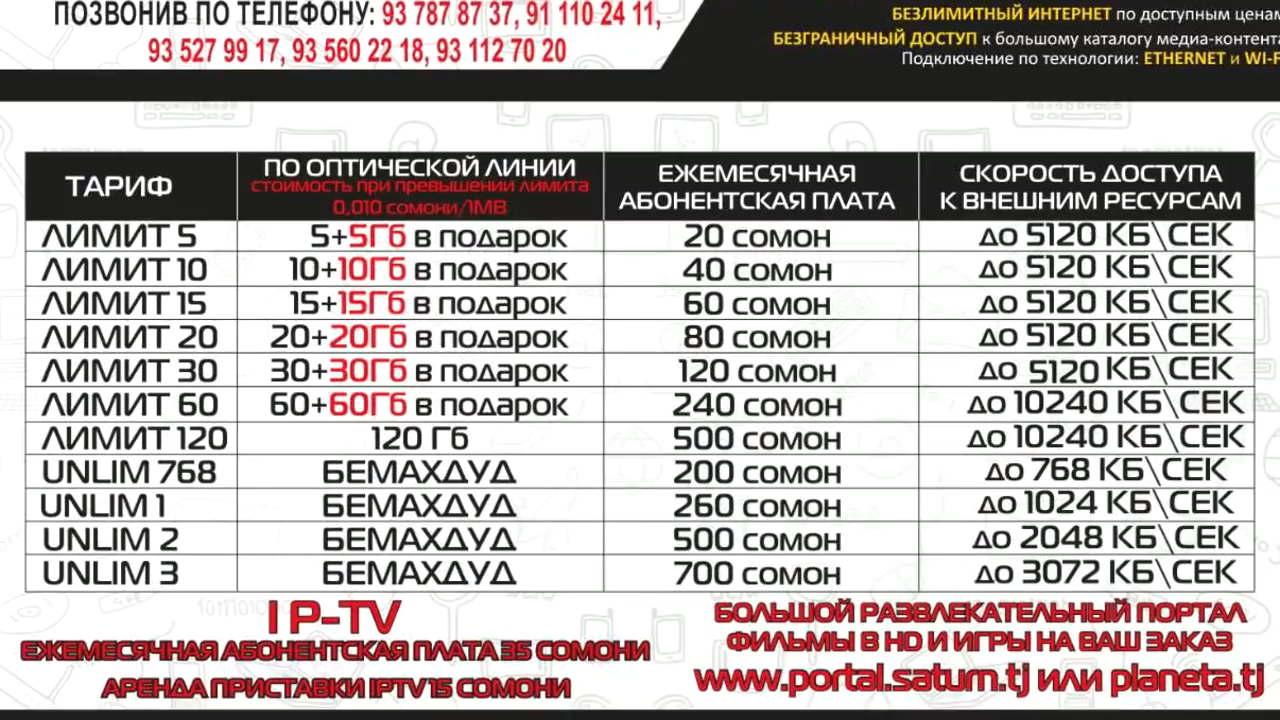 ПОЗВОНИВ ПО ТЕЛЕФОНУ: 93 787 87 37, 91 110 24 11,
93 527 99 17, 93 560 22 18, 93 112 70 20
БЕЗЛИМИТНЫЙ ИНТЕРНЕТ по доступным ценам
БЕЗГРАНИЧНЫЙ ДОСТУП к большому каталогу медиа-контента
Подключение по технологии: ETHERNET и WI-F
ТАРИФ
ПО ОПТИЧЕСКОЙ ЛИНИИ
стоимость при превышении лимита
0,010 сомони/1МВ
ЕЖЕМЕСЯЧНАЯ
АБОНЕНТСКАЯ ПЛАТА
СКОРОСТЬ ДОСТУПА
К ВНЕШНИМ РЕСУРСАМ
ЛИМИТ 5 5+5Гб в подарок 20 сомон до 5120 КБ\СЕК
ЛИМИТ 10 10+10Гб в подарок 40 сомон до 5120 КБ\СЕК
ЛИМИТ 15 15+15Гб в подарок 60 сомон до 5120 КБ\СЕК
ЛИМИТ 20 20+20Гб в подарок 80 сомон до 5120 КБ\СЕК
ЛИМИТ 30 30+30Гб в подарок 120 сомон до 5120 КБ\СЕК
ЛИМИТ 60 60+60Гб в подарок 240 сомон до 10240 КБ\СЕК
ЛИМИТ 120 120 Гб 500 сомон до 10240 КБ\СЕК
UNLIM 768 БЕМАХДУД 200 сомон до 768 КБ\СЕК
UNLIM 1 БЕМАХДУД 260 сомон до 1024 КБ\СЕК
UNLIM 2 БЕМАХДУД 500 сомон до 2048 КБ\СЕК
UNLIM 3 БЕМАХДУД 700 сомон до 3072 КБ\СЕК
IP-TV
ЕЖЕМЕСЯЧНАЯ АБОНЕНТСКАЯ ПЛАТА 35 СОМОНИ
АРЕНДА ПРИСТАВКИ IPTV 15 СОМОНИ
БОЛЬШОЙ РАЗВЛЕКАТЕЛЬНЫЙ ПОРТАЛ
ФИЛЬМЫ В HD И ИГРЫ НА ВАШ ЗАКАЗ
www.portal.saturn.tj или planeta.tj